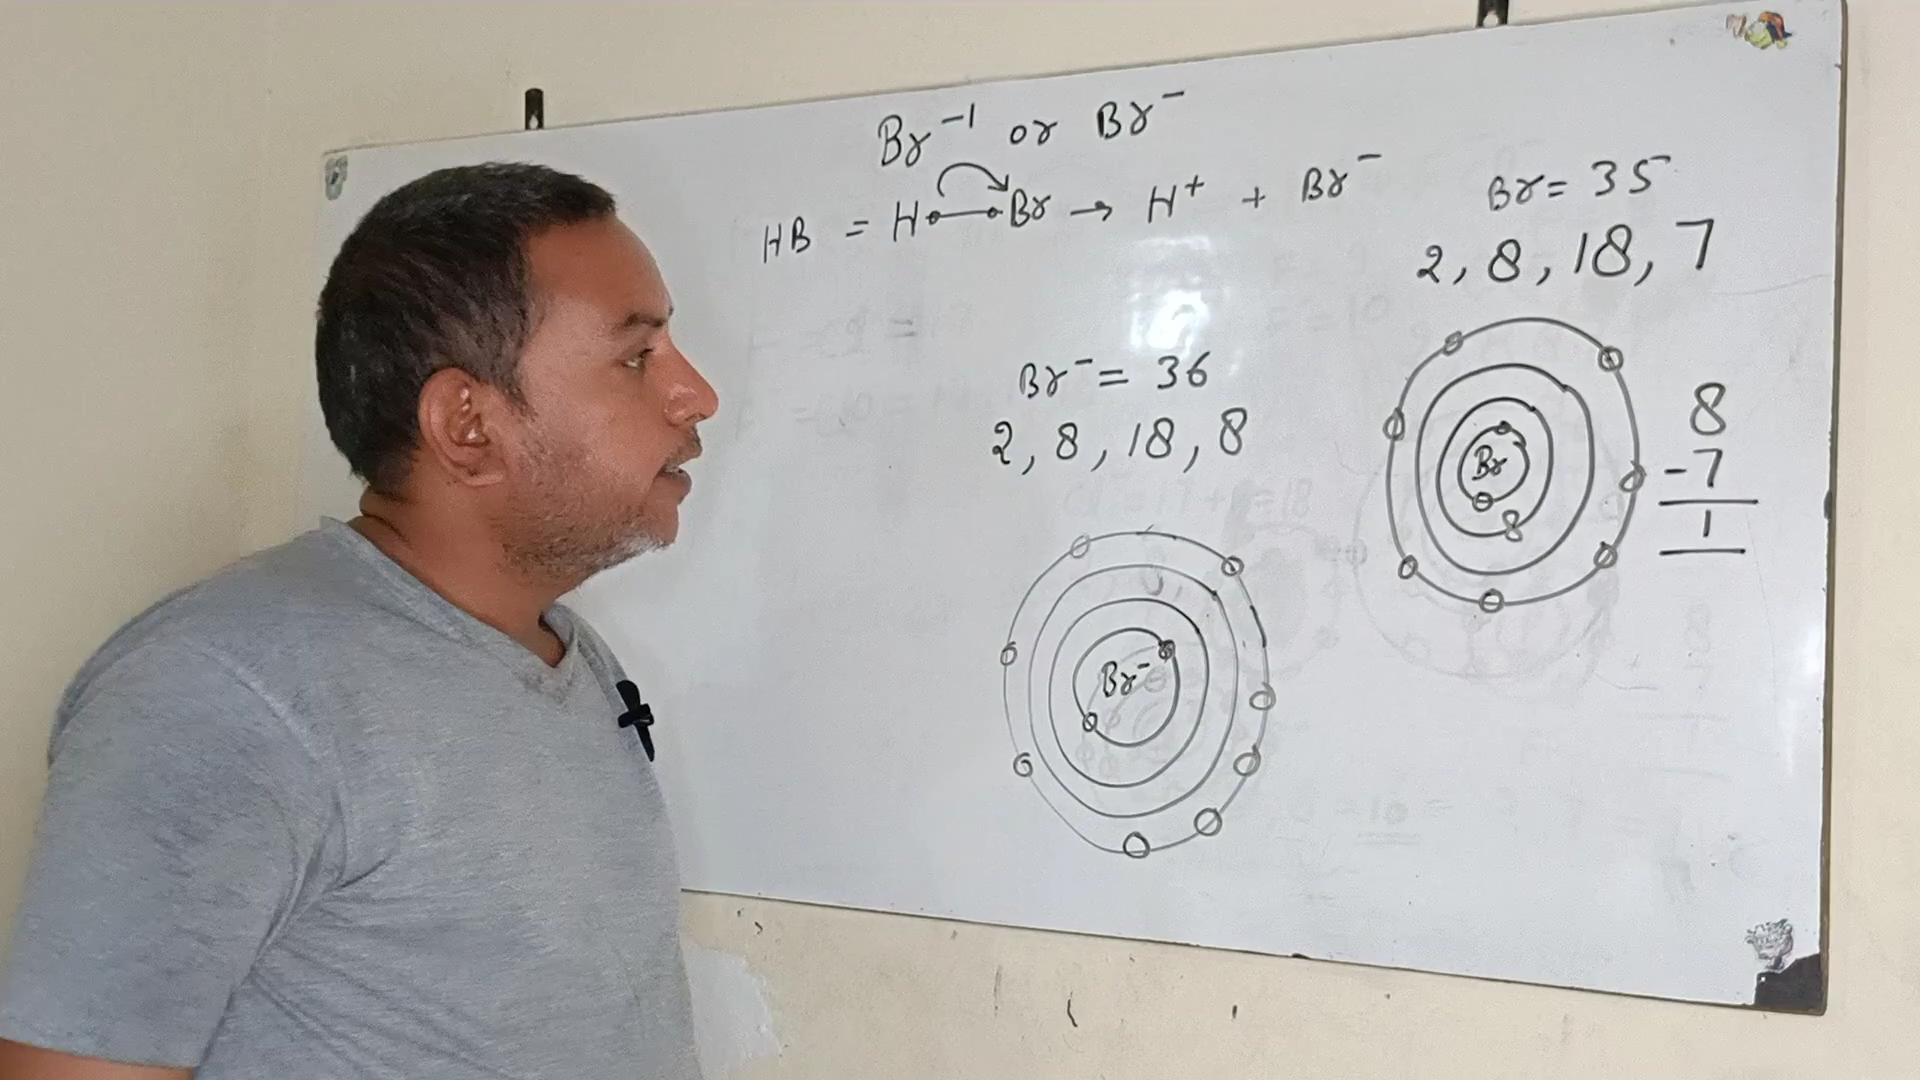 Br⁻¹ or Br⁻
HB = H—Br → H⁺ + Br⁻
Br = 35
2, 8, 18, 7
Br⁻ = 36
2, 8, 18, 8
Br
8
8
-7
1
Br⁻